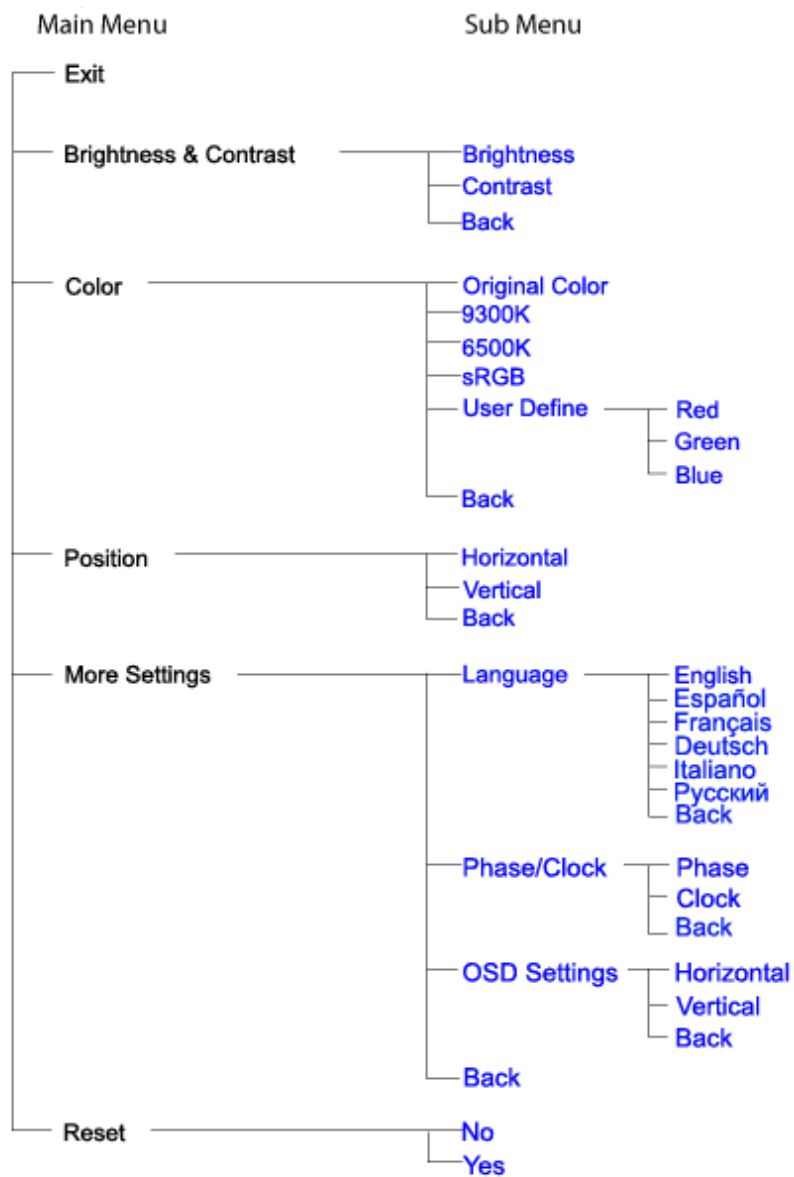 Main Menu Sub Menu
Exit
Brightness & Contrast Brightness
Contrast
Back
Color Original Color
9300K
6500K
sRGB
User Define Red
Green
Blue
Back
Position Horizontal
Vertical
Back
More Settings Language English
Español
Français
Deutsch
Italiano
Русский
Back
Phase/Clock Phase
Clock
Back
OSD Settings Horizontal
Vertical
Back
Back
Reset No
Yes